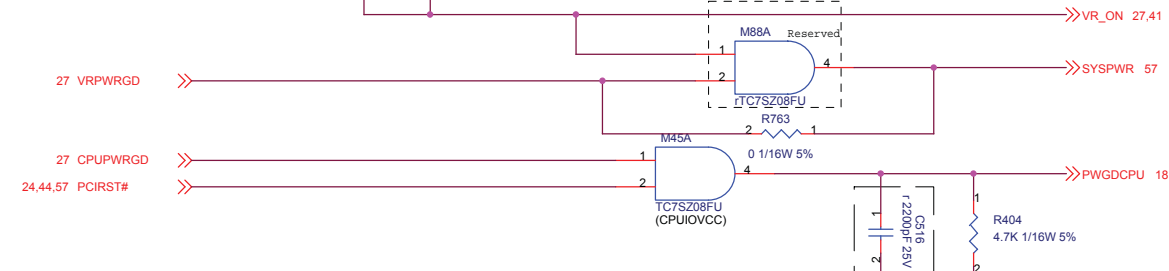 VR_ON 27,41
M88A
Reserved
1
2
4
rTC7SZ08FU
27 VRPWRGD
SYSPWR 57
R763
2
1
0 1/16W 5%
M45A
27 CPUPWRGD
24,44,57 PCIRST#
1
2
4
TC7SZ08FU
(CPUIOVCC)
PWGDCPU 18
1
2
C516
r 2200pF 25V
1
2
R404
4.7K 1/16W 5%